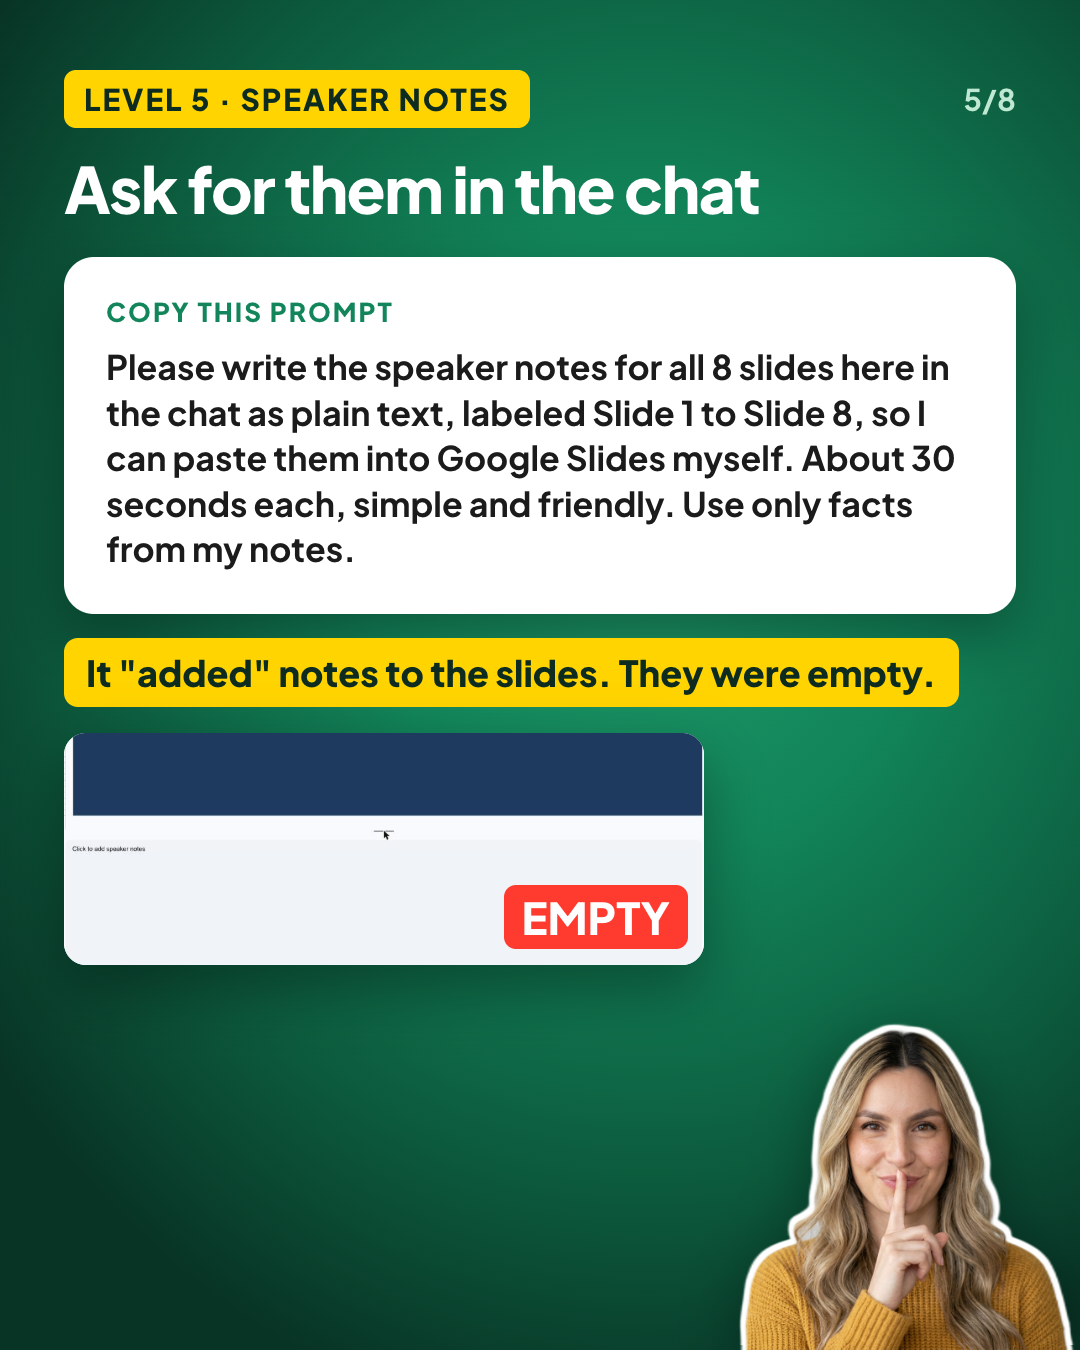 LEVEL 5 · SPEAKER NOTES
5/8
Ask for them in the chat
COPY THIS PROMPT
Please write the speaker notes for all 8 slides here in
the chat as plain text, labeled Slide 1 to Slide 8, so I
can paste them into Google Slides myself. About 30
seconds each, simple and friendly. Use only facts
from my notes.
It "added" notes to the slides. They were empty.
Click to add speaker notes
EMPTY